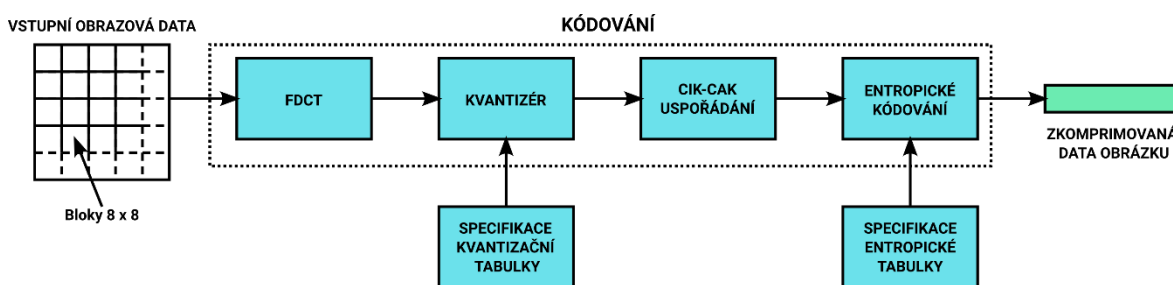 VSTUPNÍ OBRAZOVÁ DATA
KÓDOVÁNÍ
FDCT
KVANTIZÉR
CIK-CAK
USPOŘÁDÁNÍ
ENTROPICKÉ
KÓDOVÁNÍ
ZKOMPRIMOVANÁ
DATA OBRÁZKU
Bloky 8 x 8
SPECIFIKACE
KVANTIZAČNÍ
TABULKY
SPECIFIKACE
ENTROPICKÉ
TABULKY